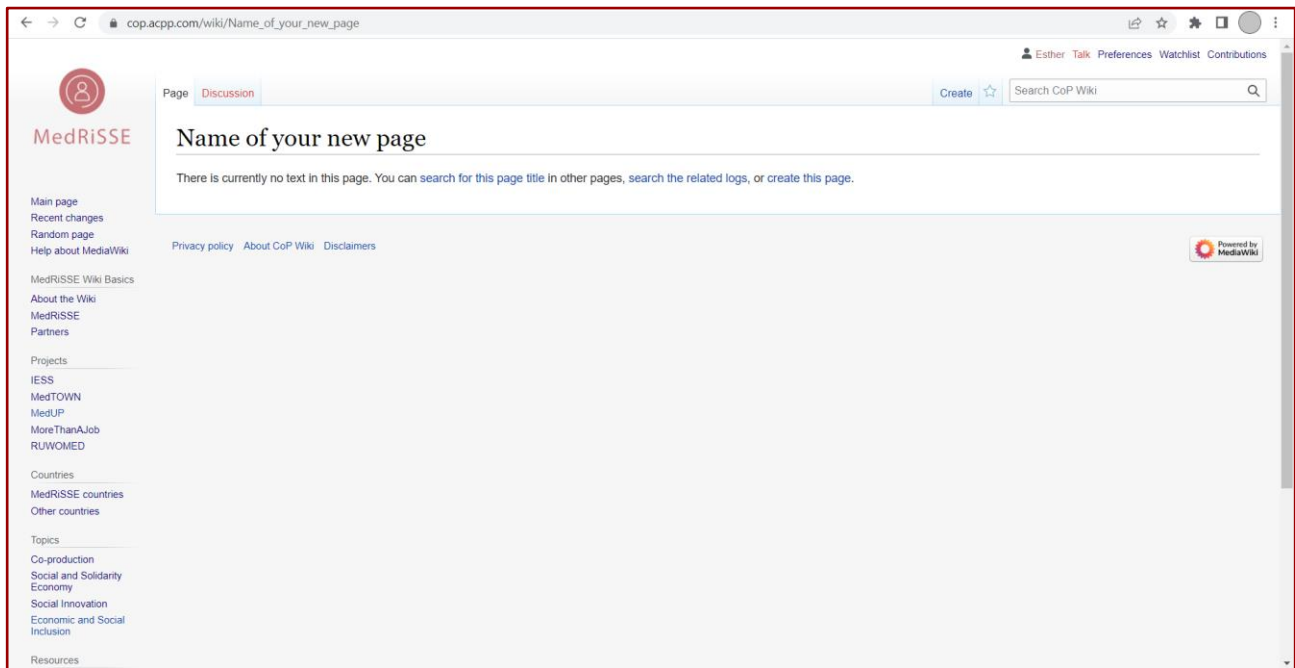 cop.acpp.com/wiki/Name_of_your_new_page
Esther Talk Preferences Watchlist Contributions
MedRiSSE
Page Discussion
Create
Search CoP Wiki
Name of your new page
There is currently no text in this page. You can search for this page title in other pages, search the related logs, or create this page.
Main page
Recent changes
Random page
Help about MediaWiki
MedRiSSE Wiki Basics
About the Wiki
MedRiSSE
Partners
Projects
IESS
MedTOWN
MedUP
MoreThanAJob
RUWOMED
Countries
MedRiSSE countries
Other countries
Topics
Co-production
Social and Solidarity
Economy
Social Innovation
Economic and Social
Inclusion
Resources
Privacy policy About CoP Wiki Disclaimers
Powered by
MediaWiki